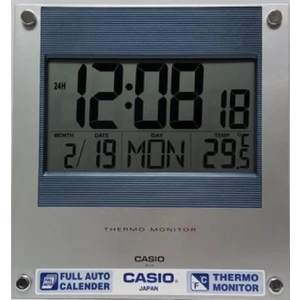 24H
12:08 18
MONTH DATE DAY TEMP
2/19 MON 29.5°C
THERMO MONITOR
CASIO
FULL AUTO CALENDER
CASIO
JAPAN
°C °F
THERMO MONITOR